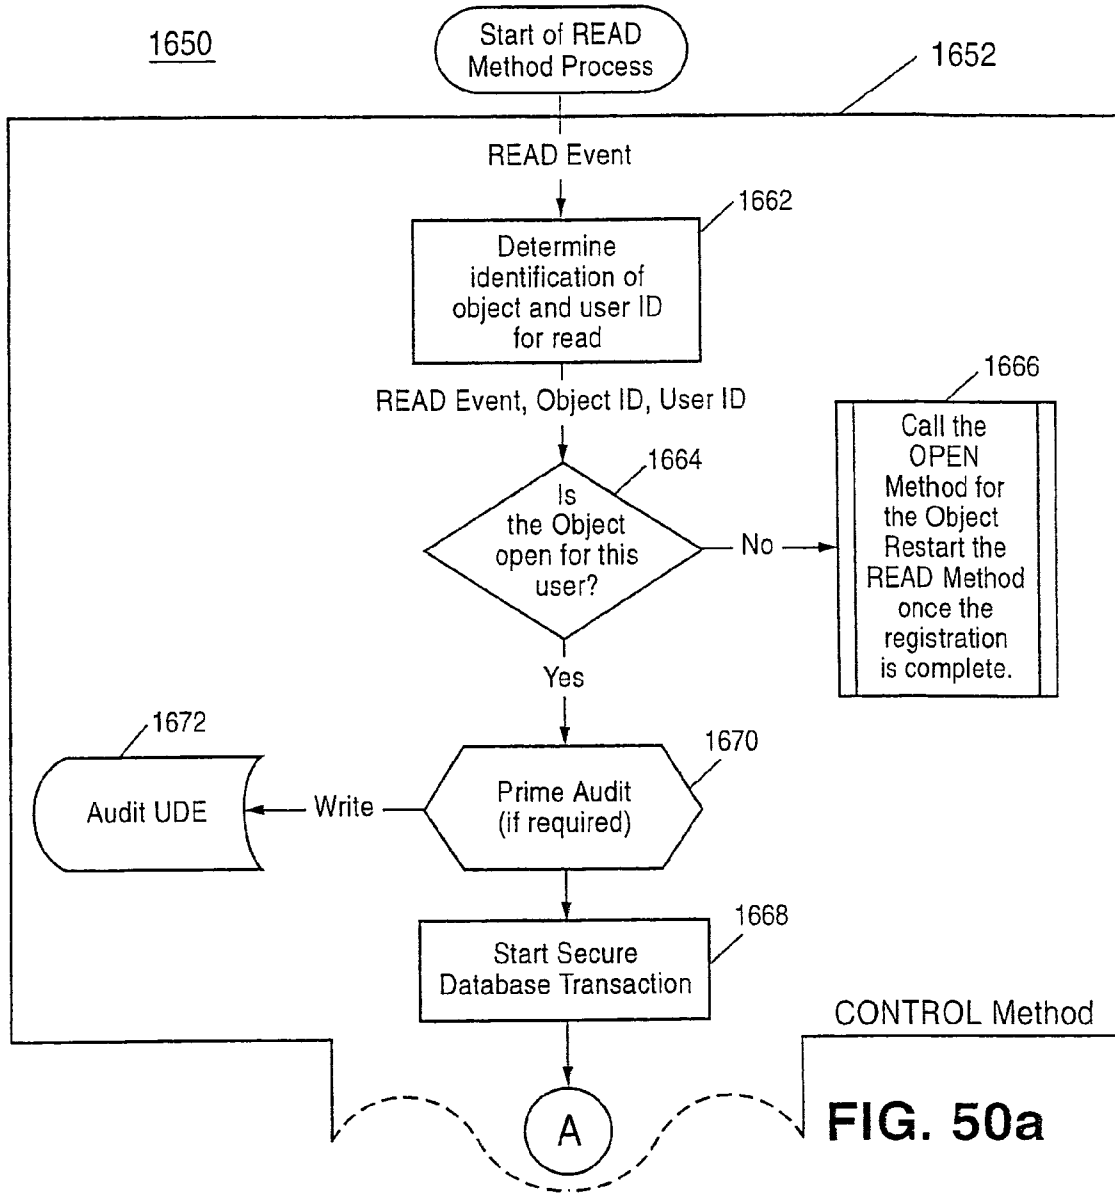 1650
Start of READ
Method Process
1652
READ Event
1662
Determine
identification of
object and user ID
for read
READ Event, Object ID, User ID
1664
Is
the Object
open for this
user?
No
1666
Call the
OPEN
Method for
the Object
Restart the
READ Method
once the
registration
is complete.
Yes
1672
Audit UDE
Write
1670
Prime Audit
(if required)
1668
Start Secure
Database Transaction
CONTROL Method
A
FIG. 50a